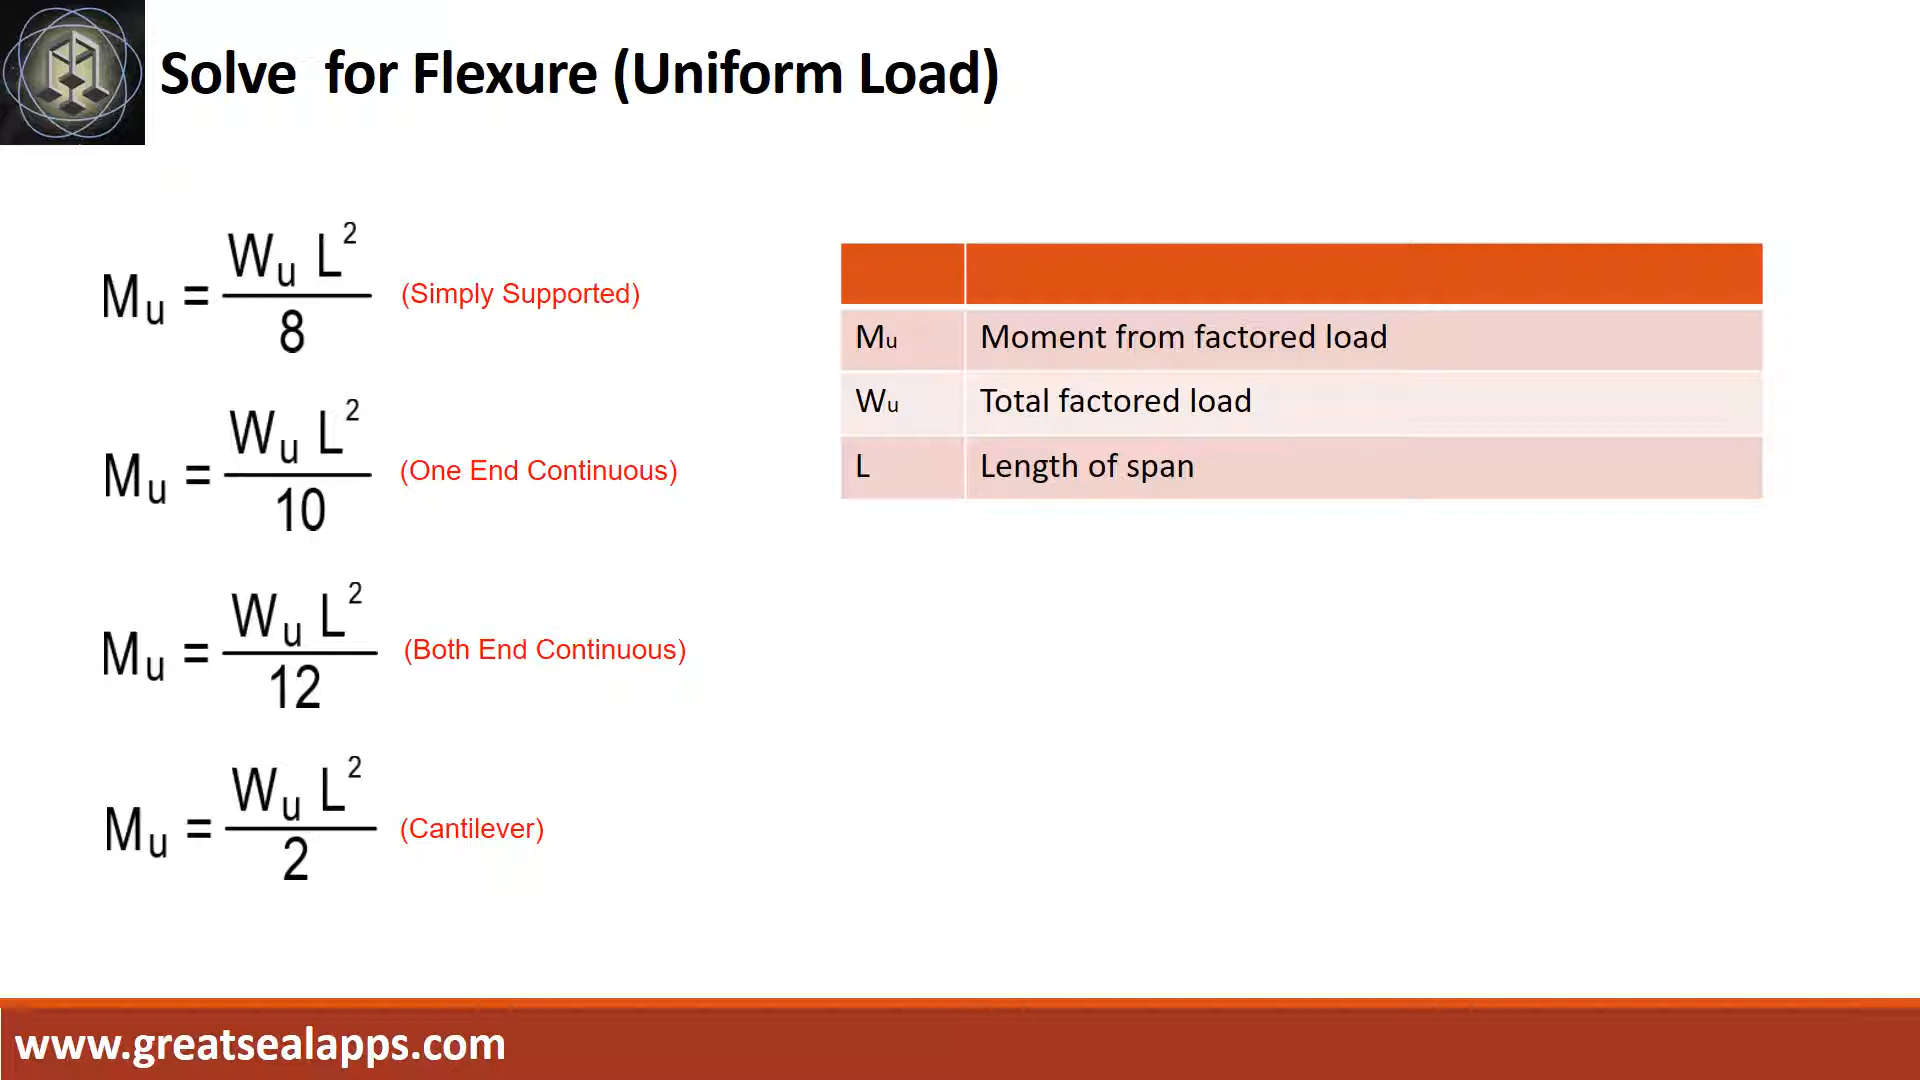 Solve  for Flexure (Uniform Load)
Mu = Wu L² / 8 (Simply Supported)
Mu = Wu L² / 10 (One End Continuous)
Mu = Wu L² / 12 (Both End Continuous)
Mu = Wu L² / 2 (Cantilever)
Mu Moment from factored load
Wu Total factored load
L Length of span
www.greatsealapps.com